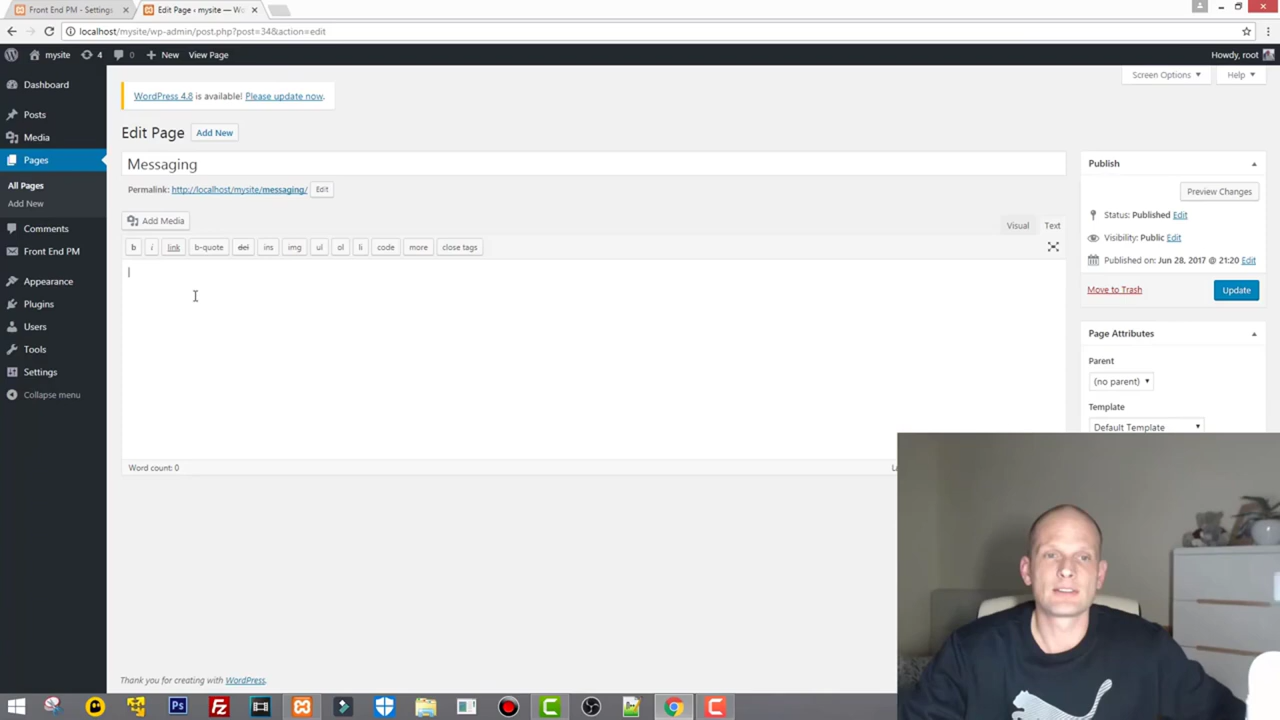 Front End PM - Settings
Edit Page ‹ mysite — Wo
localhost/mysite/wp-admin/post.php?post=34&action=edit
mysite 4 0 New View Page Howdy, root
Screen Options Help
Dashboard
WordPress 4.8 is available! Please update now.
Posts
Media
Edit Page Add New
Pages
Messaging
Publish
All Pages
Permalink: http://localhost/mysite/messaging/ Edit
Preview Changes
Add New
Status: Published Edit
Add Media
Visual Text
Comments
Visibility: Public Edit
Front End PM
b i link b-quote del ins img ul ol li code more close tags
Published on: Jun 28, 2017 @ 21:20 Edit
Appearance
Move to Trash Update
Plugins
Users
Page Attributes
Tools
Parent
Settings
(no parent)
Collapse menu
Template
Default Template
Word count: 0
Thank you for creating with WordPress.
Ps
Fz